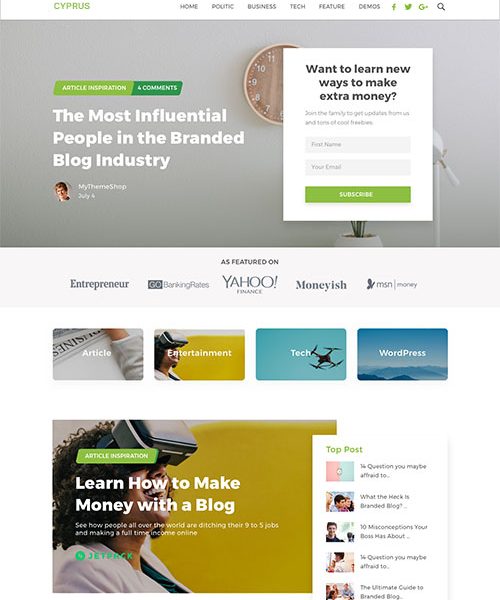 CYPRUS
HOME POLITIC BUSINESS TECH FEATURE DEMOS
ARTICLE INSPIRATION 4 COMMENTS
The Most Influential
People in the Branded
Blog Industry
MyThemeShop
July 4
Want to learn new
ways to make
extra money?
Join the family to get updates from us
and tons of cool freebies.
First Name
Your Email
SUBSCRIBE
AS FEATURED ON
Entrepreneur
GOBankingRates
YAHOO!
FINANCE
Moneyish
msn money
BUSINESS
Article
Entertainment
Tech
WordPress
ARTICLE INSPIRATION
Learn How to Make
Money with a Blog
See how people all over the world are ditching their 9 to 5 jobs
and making a full time income online
JETPACK
Top Post
14 Question you maybe
affraid to...
What the Heck Is
Branded Blog? ...
10 Misconceptions Your
Boss Has About ...
14 Question you maybe
affraid to...
The Ultimate Guide to
Branded Blog...